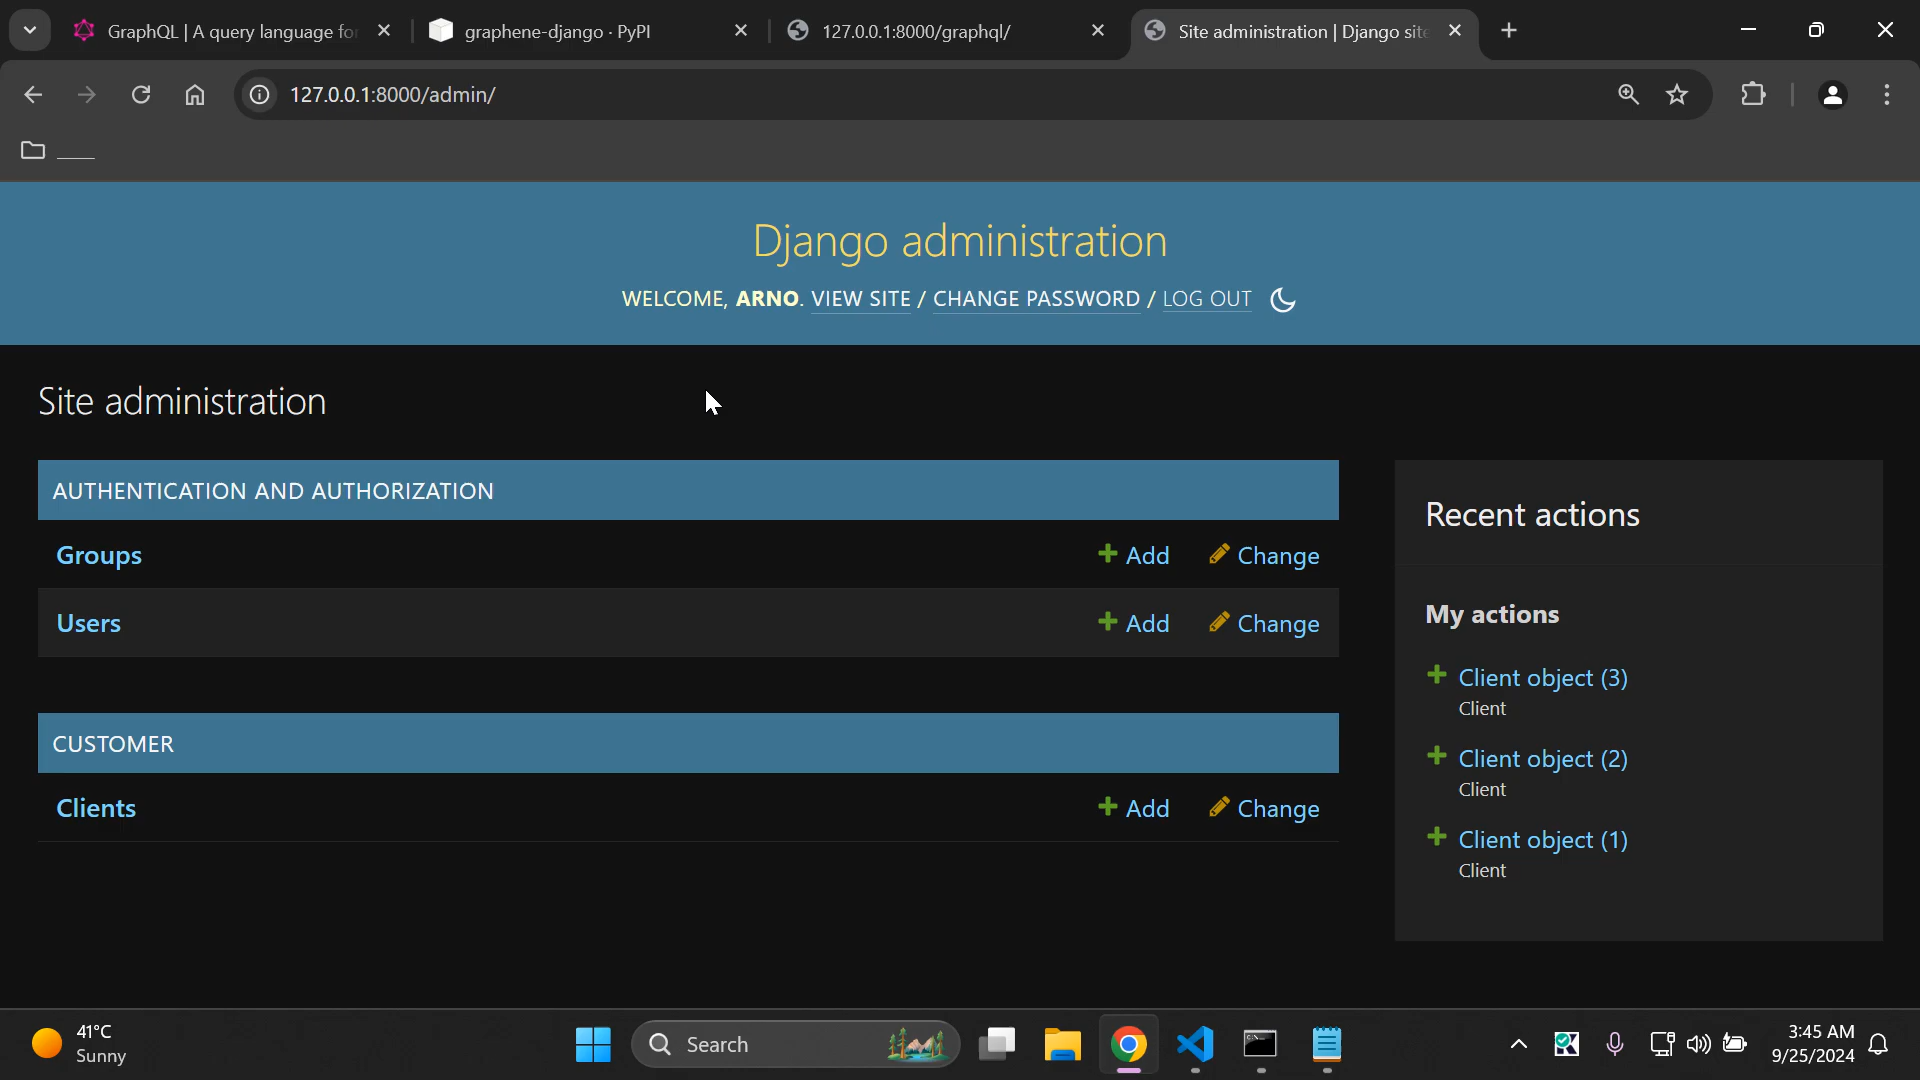 GraphQL | A query language for
graphene-django · PyPI
127.0.0.1:8000/graphql/
Site administration | Django site
127.0.0.1:8000/admin/
____
Django administration
WELCOME, ARNO. VIEW SITE / CHANGE PASSWORD / LOG OUT
Site administration
AUTHENTICATION AND AUTHORIZATION
Groups Add Change
Users Add Change
CUSTOMER
Clients Add Change
Recent actions
My actions
Client object (3)
Client
Client object (2)
Client
Client object (1)
Client
41°C
Sunny
Search
3:45 AM
9/25/2024